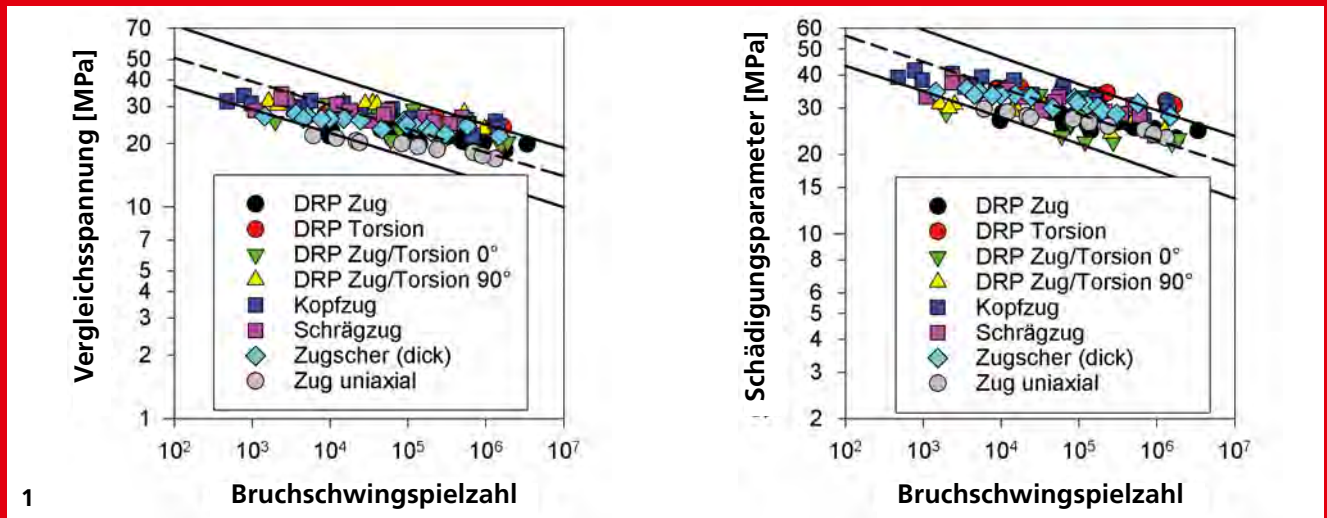 Vergleichsspannung [MPa]
70
50
40
30
20
10
7
5
4
3
2
1
DRP Zug
DRP Torsion
DRP Zug/Torsion 0°
DRP Zug/Torsion 90°
Kopfzug
Schrägzug
Zugscher (dick)
Zug uniaxial
10² 10³ 10⁴ 10⁵ 10⁶ 10⁷
Bruchschwingspielzahl
Schädigungsparameter [MPa]
60
50
40
30
20
15
10
8
6
5
4
3
2
DRP Zug
DRP Torsion
DRP Zug/Torsion 0°
DRP Zug/Torsion 90°
Kopfzug
Schrägzug
Zugscher (dick)
Zug uniaxial
10² 10³ 10⁴ 10⁵ 10⁶ 10⁷
Bruchschwingspielzahl
1